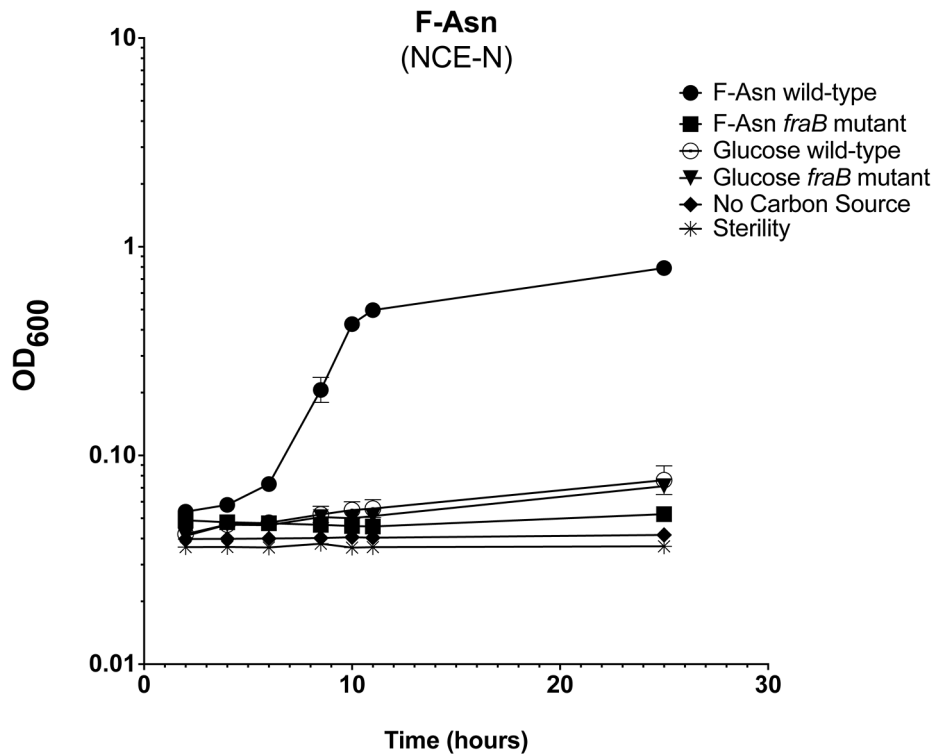 F-Asn
(NCE-N)
10
1
0.10
0.01
OD600
0
10
20
30
Time (hours)
F-Asn wild-type
F-Asn fraB mutant
Glucose wild-type
Glucose fraB mutant
No Carbon Source
Sterility